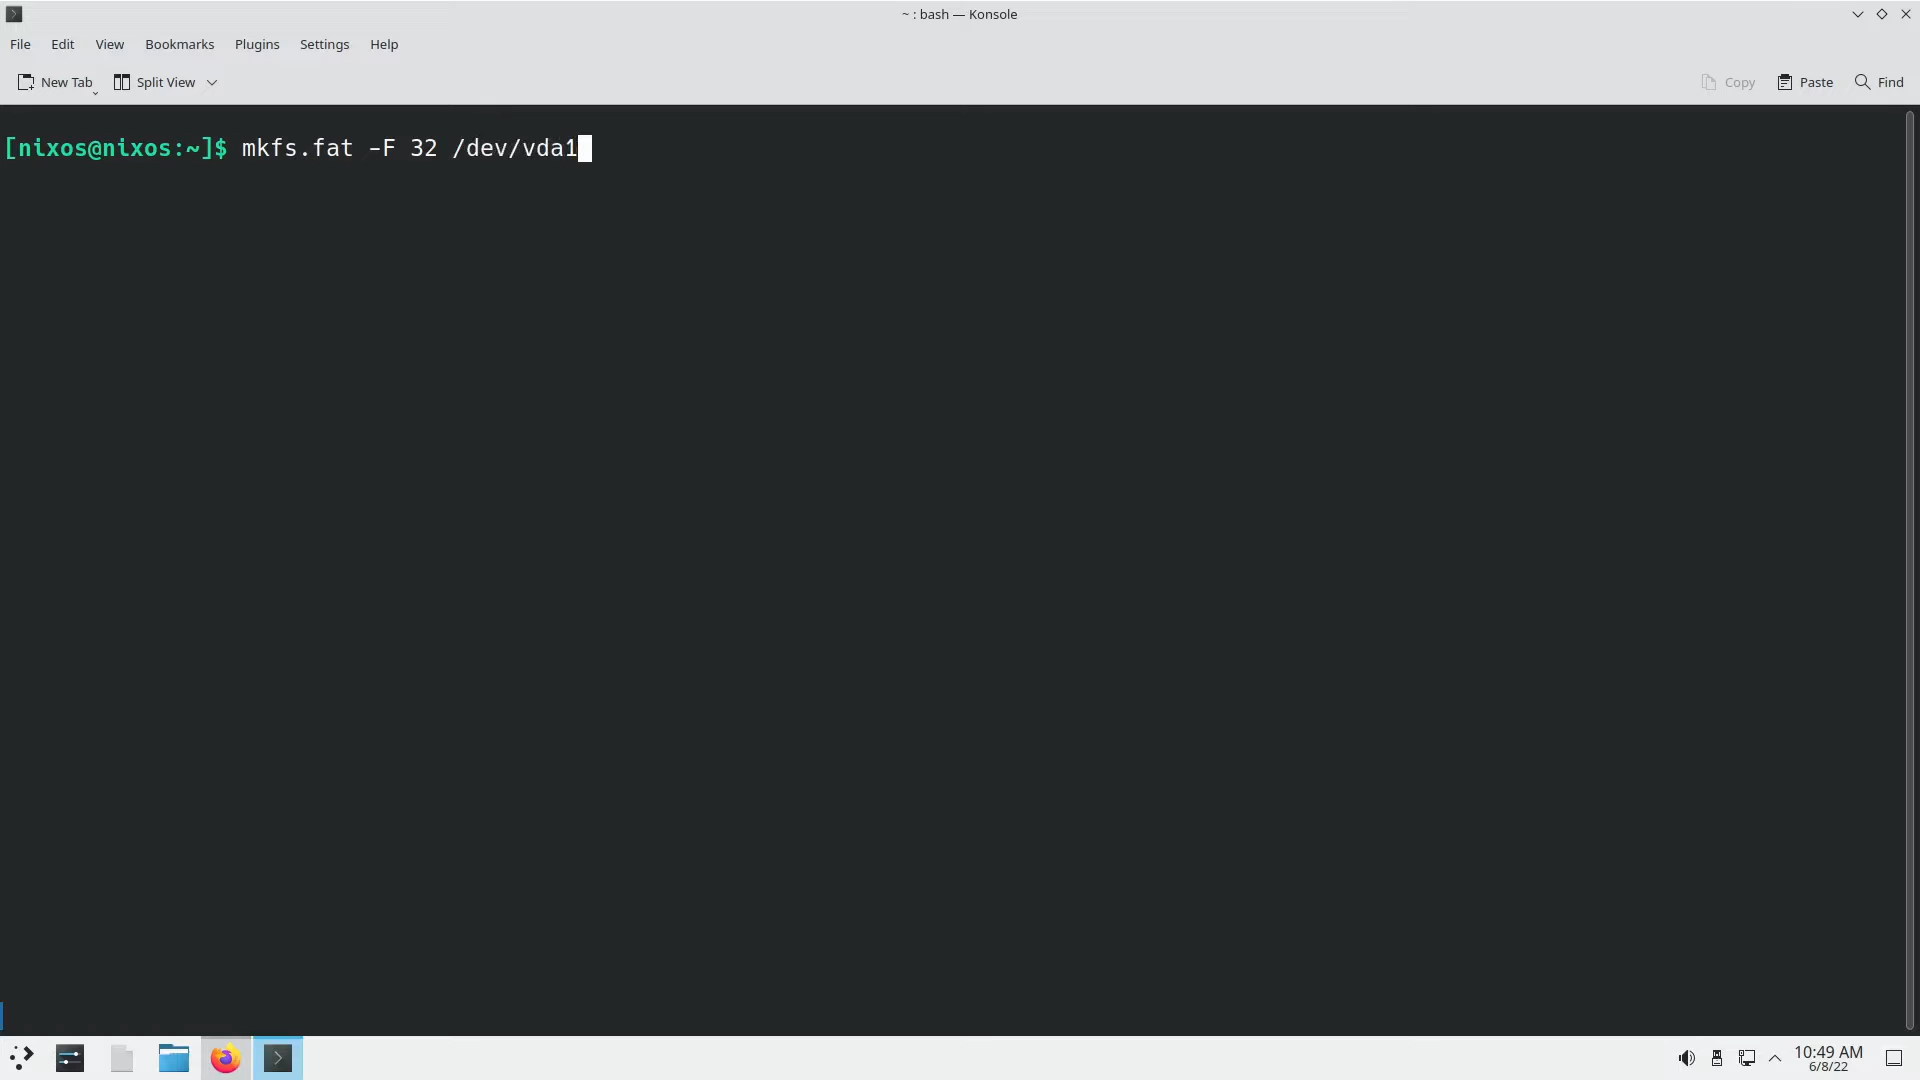 ~ : bash — Konsole
File Edit View Bookmarks Plugins Settings Help
New Tab Split View Copy Paste Find
[nixos@nixos:~]$ mkfs.fat -F 32 /dev/vda1
10:49 AM
6/8/22